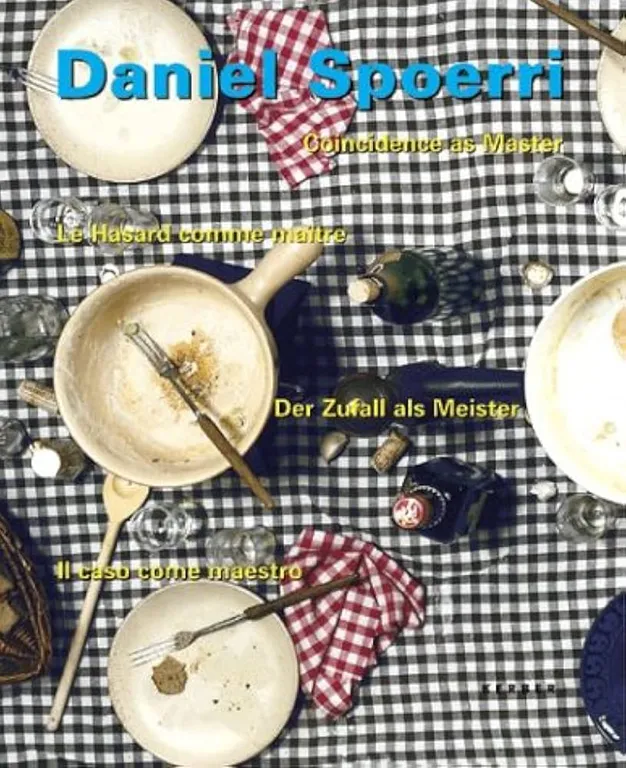 Daniel Spoerri
Coincidence as Master
Le Hasard comme maître
Der Zufall als Meister
Il caso come maestro
KERBER